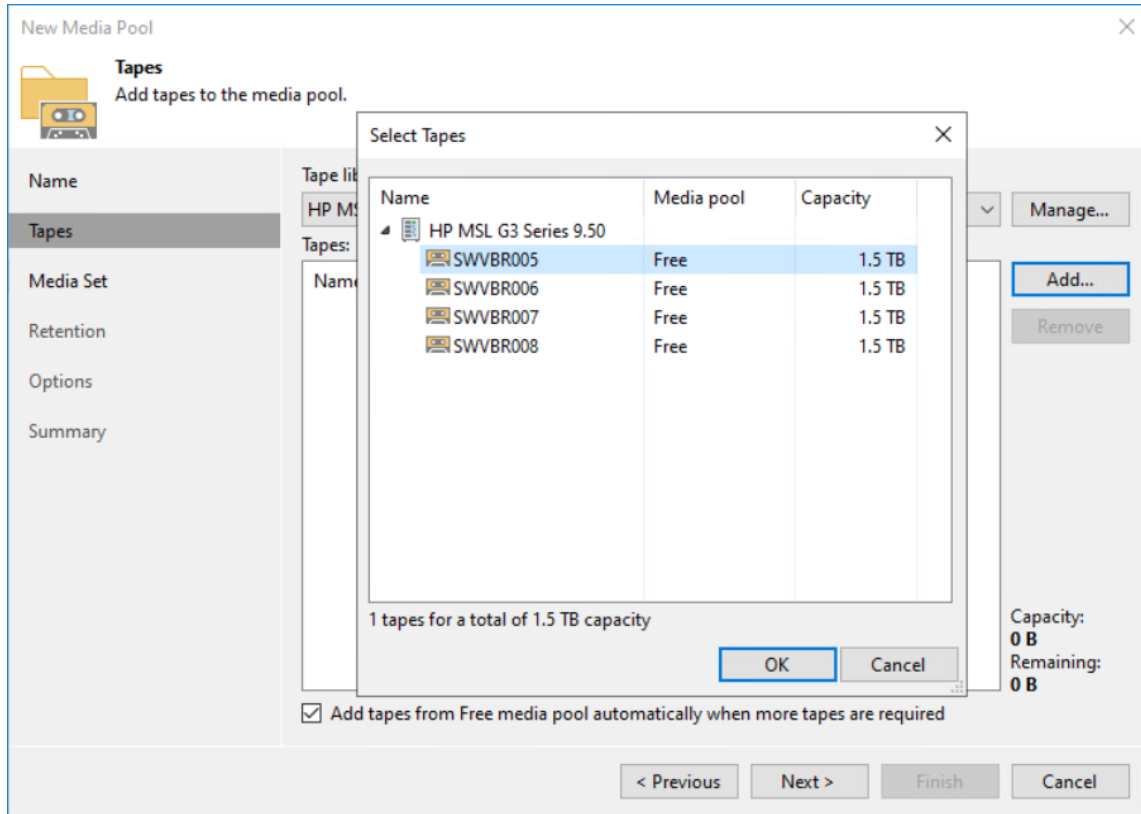 New Media Pool
Tapes
Add tapes to the media pool.
Name
Tapes
Media Set
Retention
Options
Summary
Tape lib
HP MS
Manage...
Tapes:
Name
Add...
Remove
Select Tapes
Name Media pool Capacity
HP MSL G3 Series 9.50
SWVBR005 Free 1.5 TB
SWVBR006 Free 1.5 TB
SWVBR007 Free 1.5 TB
SWVBR008 Free 1.5 TB
1 tapes for a total of 1.5 TB capacity
OK Cancel
Capacity:
0 B
Remaining:
0 B
Add tapes from Free media pool automatically when more tapes are required
< Previous Next > Finish Cancel